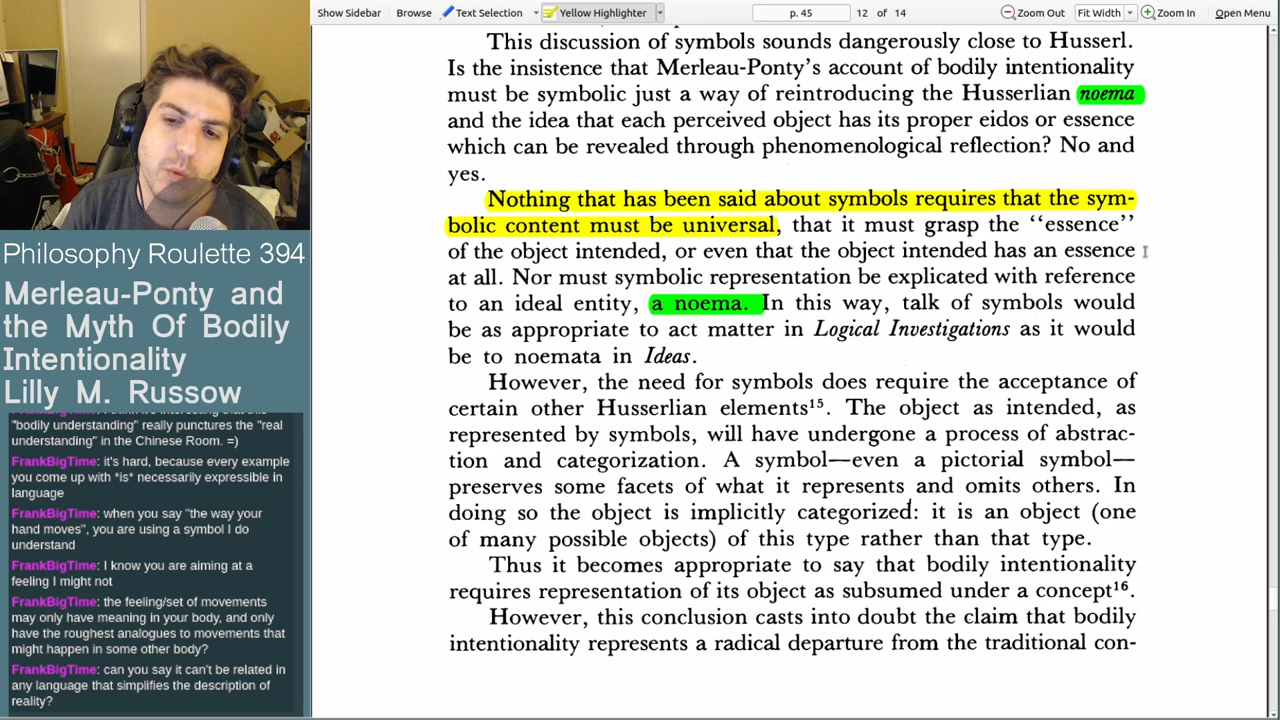 Show Sidebar Browse Text Selection Yellow Highlighter p. 45 12 of 14 Zoom Out Fit Width Zoom In Open Menu
This discussion of symbols sounds dangerously close to Husserl.
Is the insistence that Merleau-Ponty's account of bodily intentionality
must be symbolic just a way of reintroducing the Husserlian noema
and the idea that each perceived object has its proper eidos or essence
which can be revealed through phenomenological reflection? No and
yes.
Nothing that has been said about symbols requires that the sym-
bolic content must be universal, that it must grasp the "essence"
of the object intended, or even that the object intended has an essence
at all. Nor must symbolic representation be explicated with reference
to an ideal entity, a noema. In this way, talk of symbols would
be as appropriate to act matter in Logical Investigations as it would
be to noemata in Ideas.
However, the need for symbols does require the acceptance of
certain other Husserlian elements¹⁵. The object as intended, as
represented by symbols, will have undergone a process of abstrac-
tion and categorization. A symbol—even a pictorial symbol—
preserves some facets of what it represents and omits others. In
doing so the object is implicitly categorized: it is an object (one
of many possible objects) of this type rather than that type.
Thus it becomes appropriate to say that bodily intentionality
requires representation of its object as subsumed under a concept¹⁶.
However, this conclusion casts into doubt the claim that bodily
intentionality represents a radical departure from the traditional con-
Philosophy Roulette 394
Merleau-Ponty and
the Myth Of Bodily
Intentionality
Lilly M. Russow
"bodily understanding" really punctures the "real
understanding" in the Chinese Room. =)
FrankBigTime: it's hard, because every example
you come up with *is* necessarily expressible in
language
FrankBigTime: when you say "the way your
hand moves", you are using a symbol I do
understand
FrankBigTime: I know you are aiming at a
feeling I might not
FrankBigTime: the feeling/set of movements
may only have meaning in your body, and only
have the roughest analogues to movements that
might happen in some other body?
FrankBigTime: can you say it can't be related in
any language that simplifies the description of
reality?